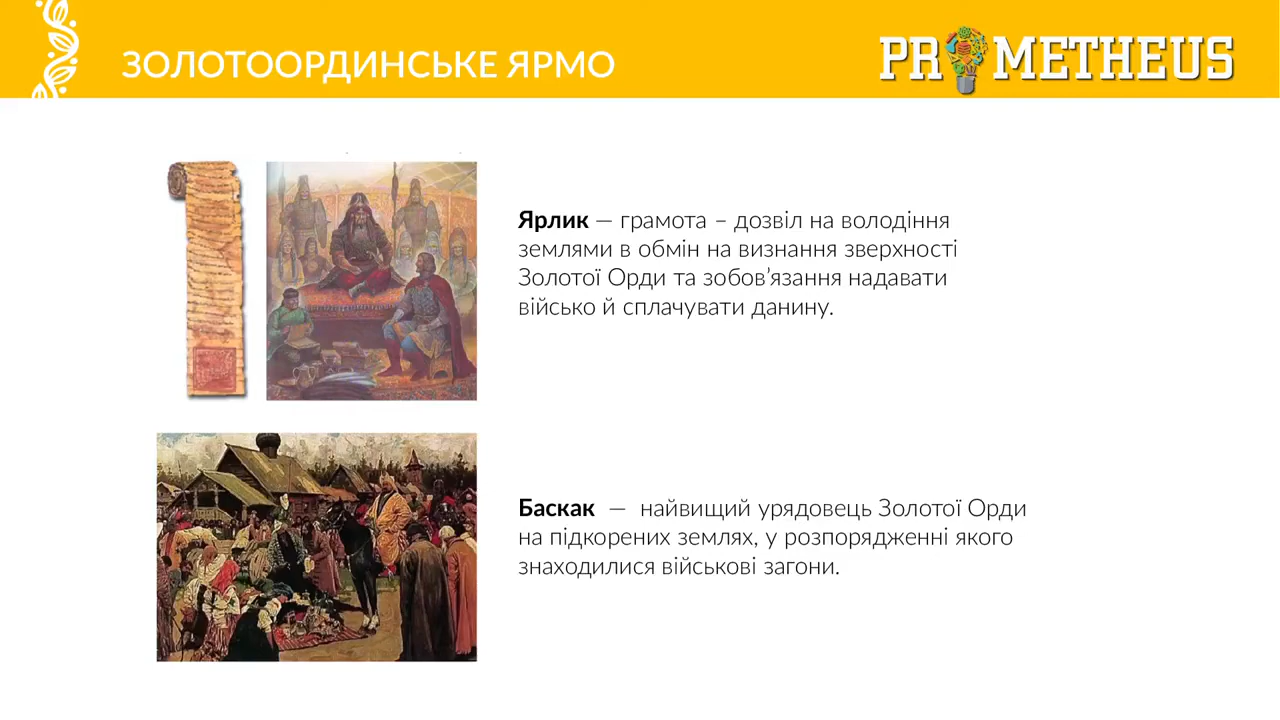 ЗОЛОТООРДИНСЬКЕ ЯРМО
PROMETHEUS
Ярлик — грамота – дозвіл на володіння
землями в обмін на визнання зверхності
Золотої Орди та зобов’язання надавати
військо й сплачувати данину.
Баскак — найвищий урядовець Золотої Орди
на підкорених землях, у розпорядженні якого
знаходилися військові загони.